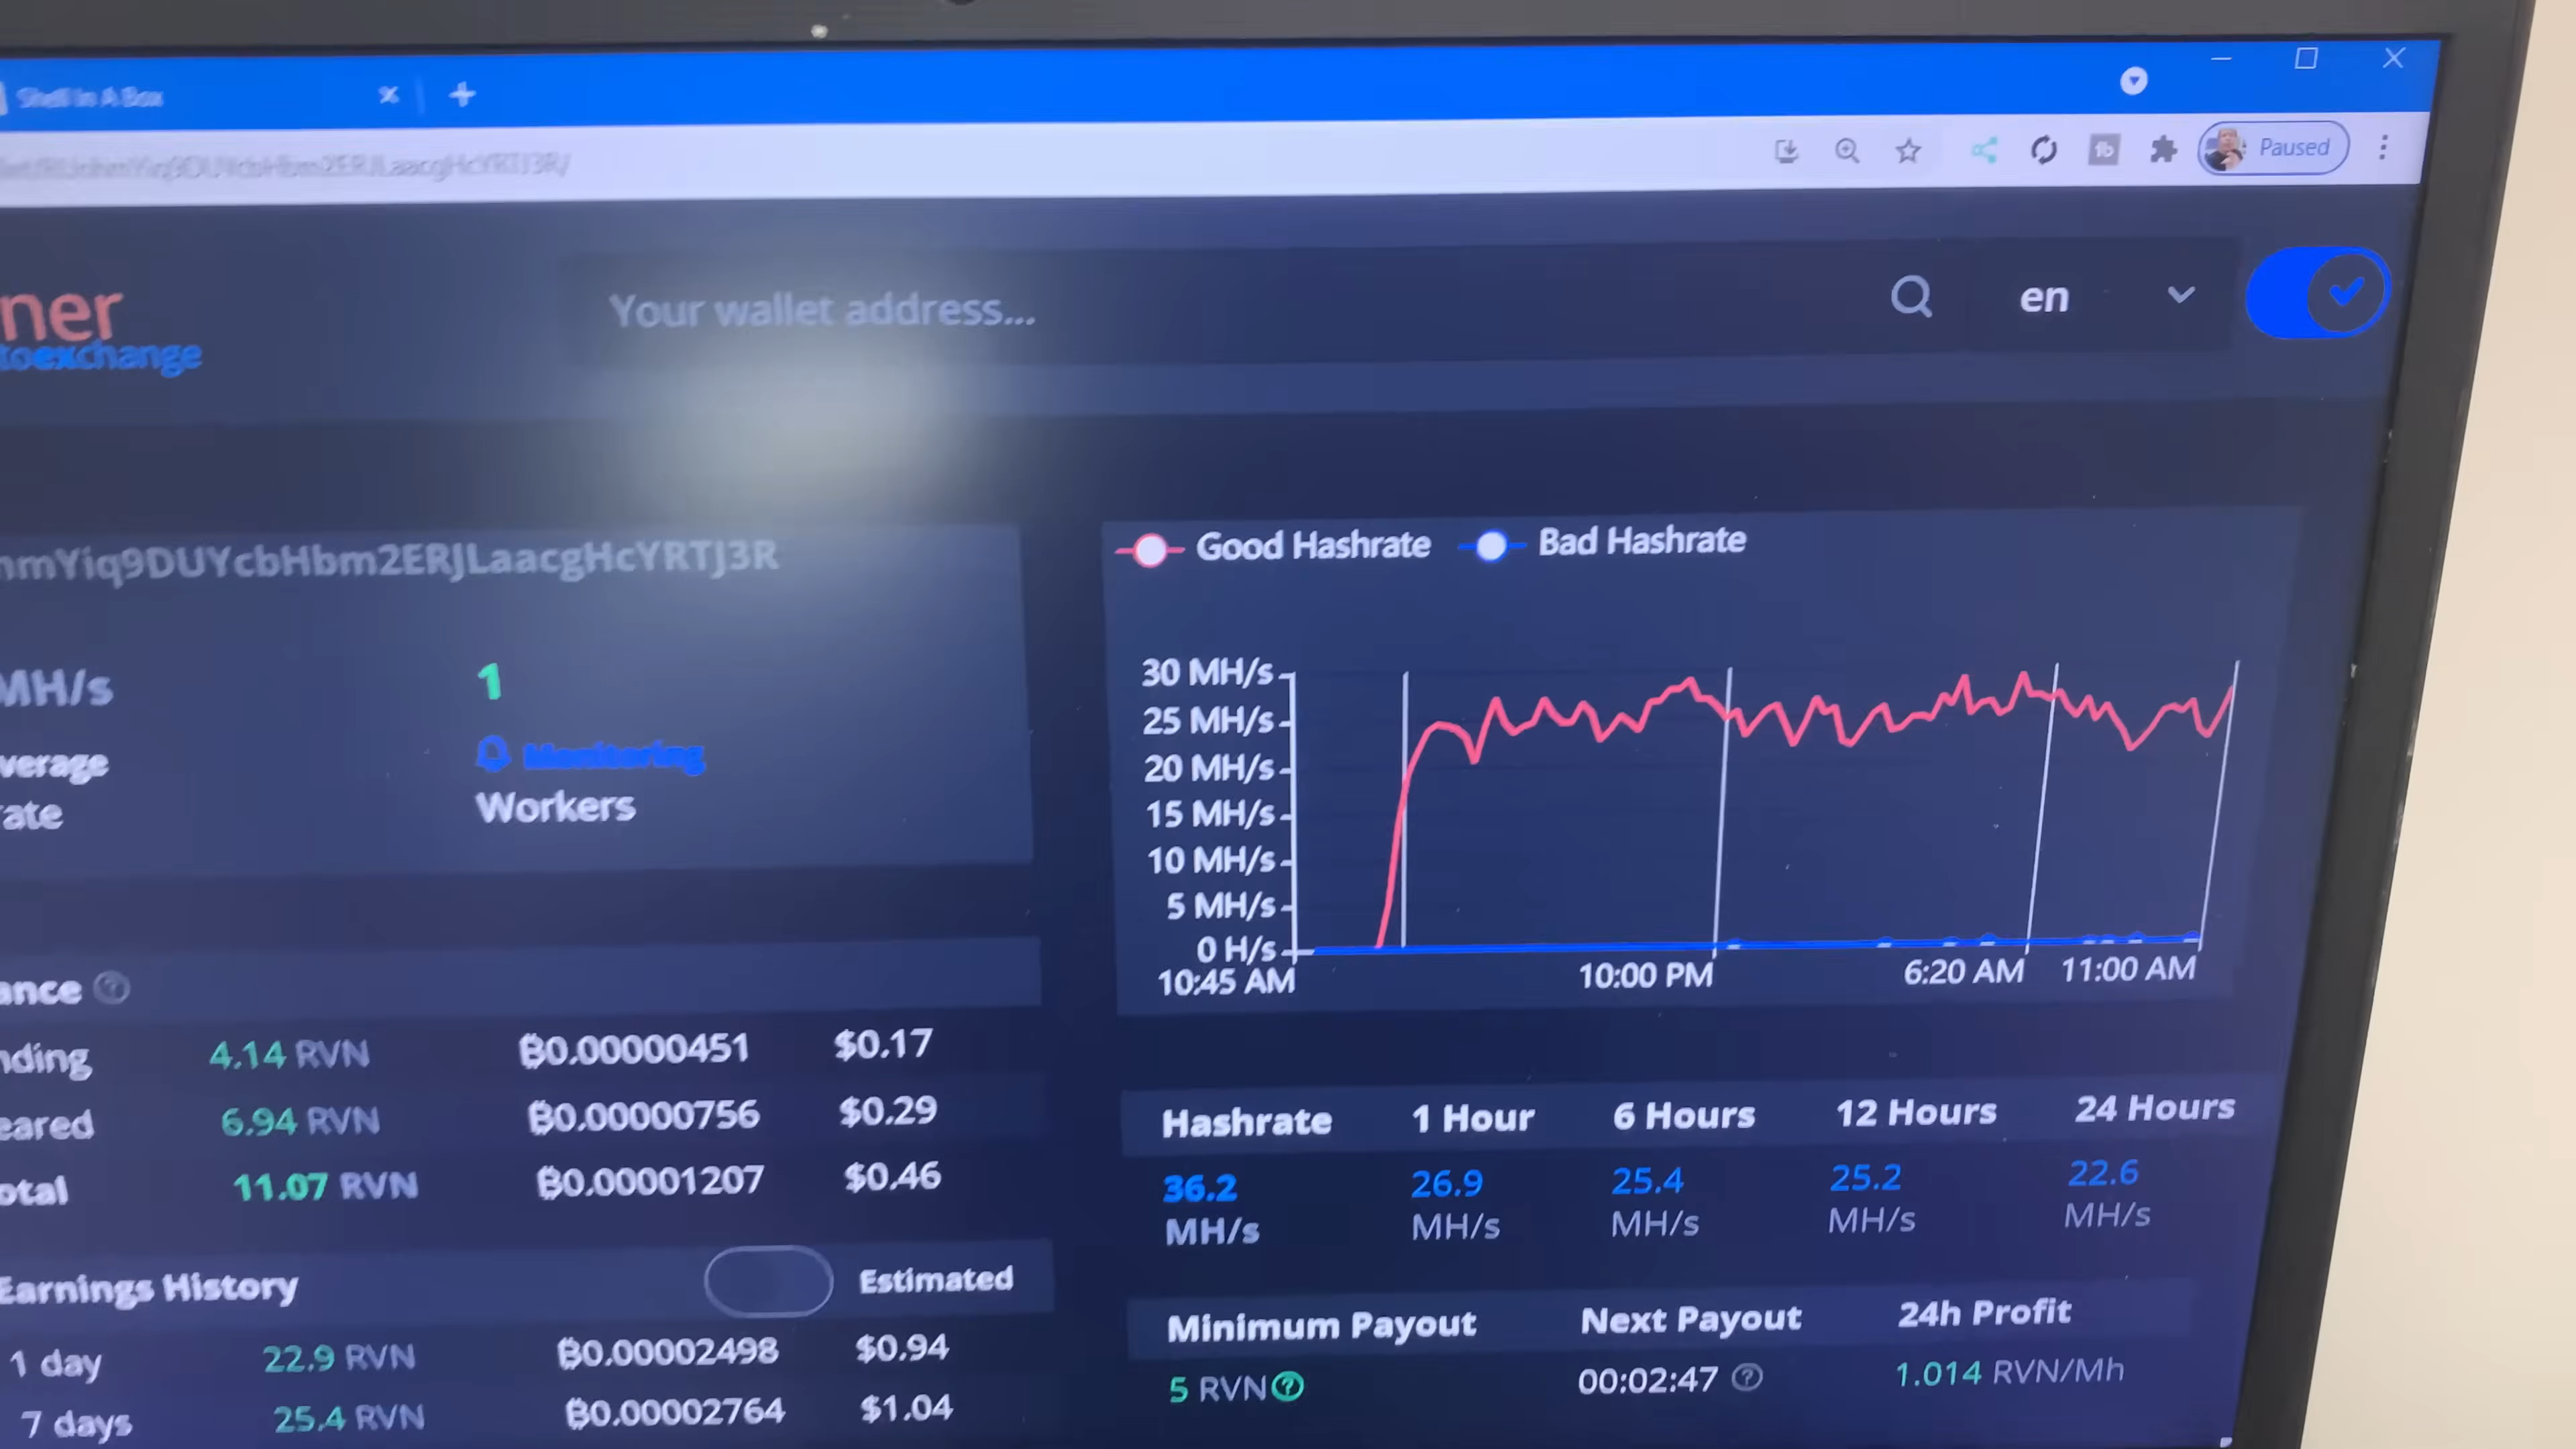 Shell In A Box
Paused
ner
toexchange
Your wallet address...
en
nmYiq9DUYcbHbm2ERJLaacgHcYRTJ3R
MH/s
1
Monitoring
verage
Workers
ate
Good Hashrate
Bad Hashrate
30 MH/s
25 MH/s
20 MH/s
15 MH/s
10 MH/s
5 MH/s
0 H/s
10:45 AM 10:00 PM 6:20 AM 11:00 AM
ance ?
nding 4.14 RVN ₿0.00000451 $0.17
eared 6.94 RVN ₿0.00000756 $0.29
otal 11.07 RVN ₿0.00001207 $0.46
Earnings History Estimated
1 day 22.9 RVN ₿0.00002498 $0.94
7 days 25.4 RVN ₿0.00002764 $1.04
Hashrate 1 Hour 6 Hours 12 Hours 24 Hours
36.2 26.9 25.4 25.2 22.6
MH/s MH/s MH/s MH/s MH/s
Minimum Payout Next Payout 24h Profit
5 RVN ? 00:02:47 ? 1.014 RVN/Mh